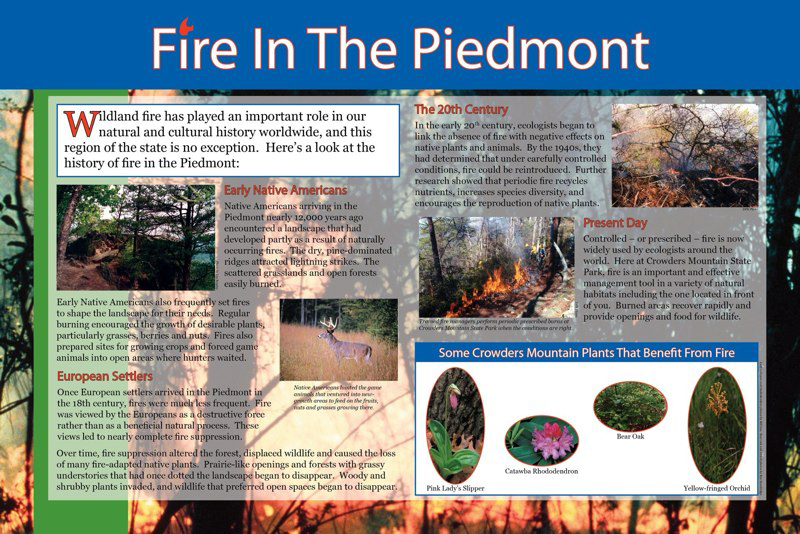 Fire In The Piedmont
Wildland fire has played an important role in our
natural and cultural history worldwide, and this
region of the state is no exception. Here's a look at the
history of fire in the Piedmont:
Early Native Americans
Native Americans arriving in the
Piedmont nearly 12,000 years ago
encountered a landscape that had
developed partly as a result of naturally
occurring fires. The dry, pine-dominated
ridges attracted lightning strikes. The
scattered grasslands and open forests
easily burned.
Early Native Americans also frequently set fires
to shape the landscape for their needs. Regular
burning encouraged the growth of desirable plants,
particularly grasses, berries and nuts. Fires also
prepared sites for growing crops and forced game
animals into open areas where hunters waited.
Native Americans hunted the game
animals that ventured into new-
growth areas to feed on the fruits,
nuts and grasses growing there.
European Settlers
Once European settlers arrived in the Piedmont in
the 18th century, fires were much less frequent. Fire
was viewed by the Europeans as a destructive force
rather than as a beneficial natural process. These
views led to nearly complete fire suppression.
Over time, fire suppression altered the forest, displaced wildlife and caused the loss
of many fire-adapted native plants. Prairie-like openings and forests with grassy
understories that had once dotted the landscape began to disappear. Woody and
shrubby plants invaded, and wildlife that preferred open spaces began to disappear.
The 20th Century
In the early 20th century, ecologists began to
link the absence of fire with negative effects on
native plants and animals. By the 1940s, they
had determined that under carefully controlled
conditions, fire could be reintroduced. Further
research showed that periodic fire recycles
nutrients, increases species diversity, and
encourages the reproduction of native plants.
Trained fire managers perform periodic prescribed burns at
Crowders Mountain State Park when the conditions are right
Present Day
Controlled – or prescribed – fire is now
widely used by ecologists around the
world. Here at Crowders Mountain State
Park, fire is an important and effective
management tool in a variety of natural
habitats including the one located in front
of you. Burned areas recover rapidly and
provide openings and food for wildlife.
Some Crowders Mountain Plants That Benefit From Fire
Pink Lady's Slipper
Catawba Rhododendron
Bear Oak
Yellow-fringed Orchid